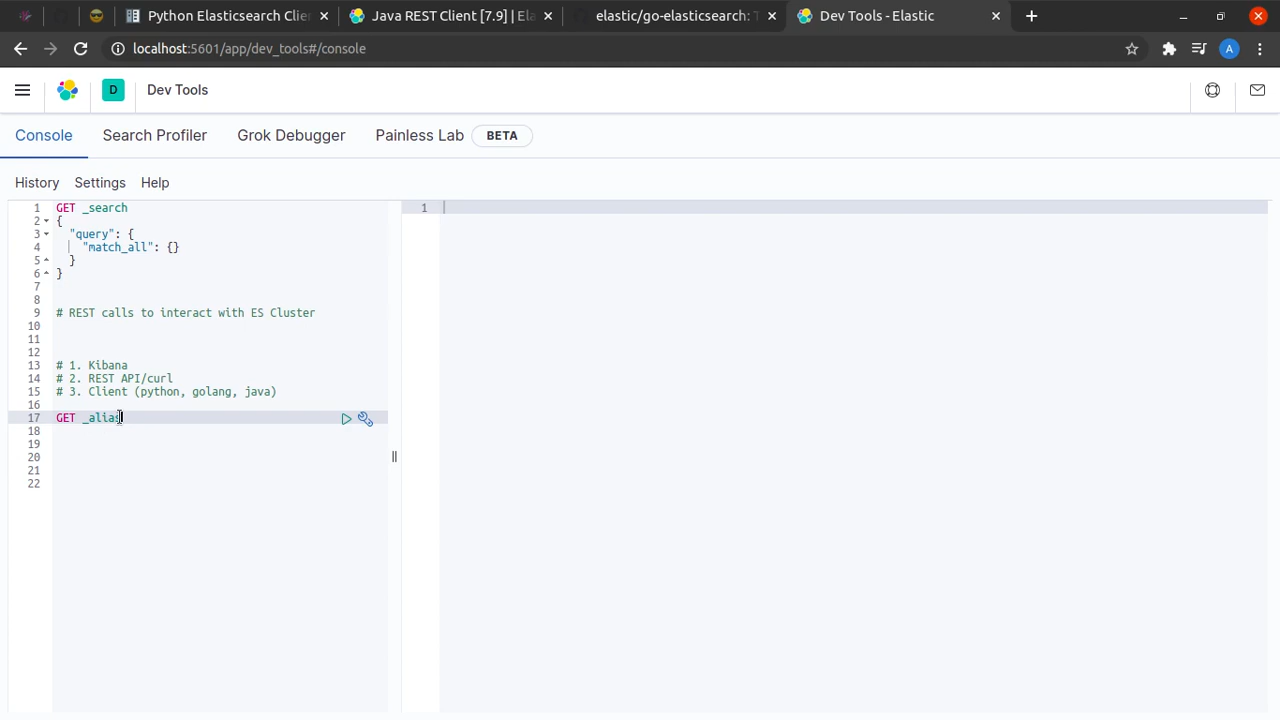 Python Elasticsearch Clie
Java REST Client [7.9] | Ela
elastic/go-elasticsearch: T
Dev Tools - Elastic
localhost:5601/app/dev_tools#/console
A
D
Dev Tools
Console
Search Profiler
Grok Debugger
Painless Lab
BETA
History
Settings
Help
1 GET _search
2 {
3 "query": {
4 "match_all": {}
5 }
6 }
7
8
9 # REST calls to interact with ES Cluster
10
11
12
13 # 1. Kibana
14 # 2. REST API/curl
15 # 3. Client (python, golang, java)
16
17 GET _alias
18
19
20
21
22
1